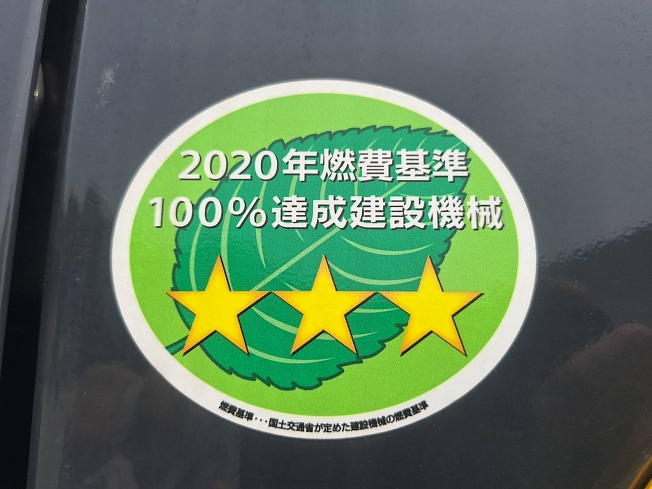 2020年燃費基準
100%達成建設機械
燃費基準・・・国土交通省が定めた建設機械の燃費基準